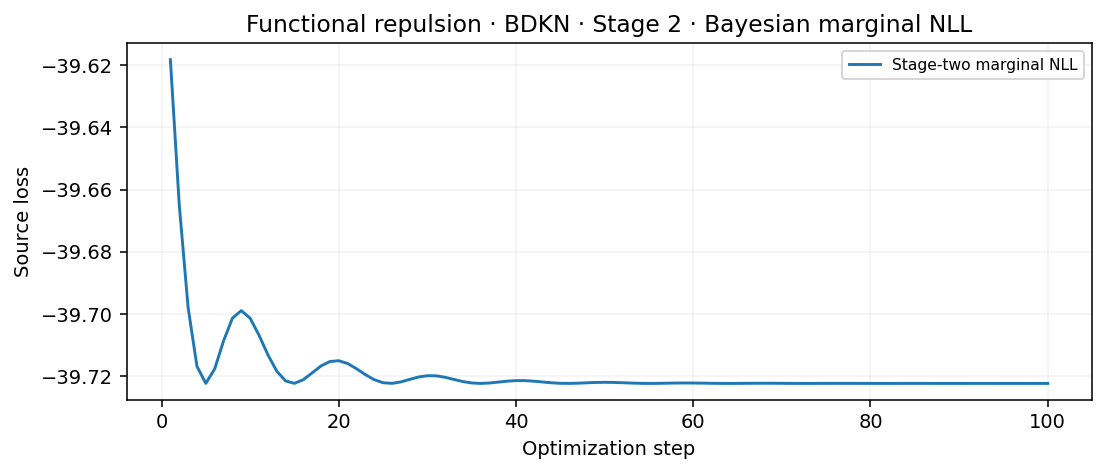 Functional repulsion · BDKN · Stage 2 · Bayesian marginal NLL
Stage-two marginal NLL
Source loss
−39.62
−39.64
−39.66
−39.68
−39.70
−39.72
0 20 40 60 80 100
Optimization step